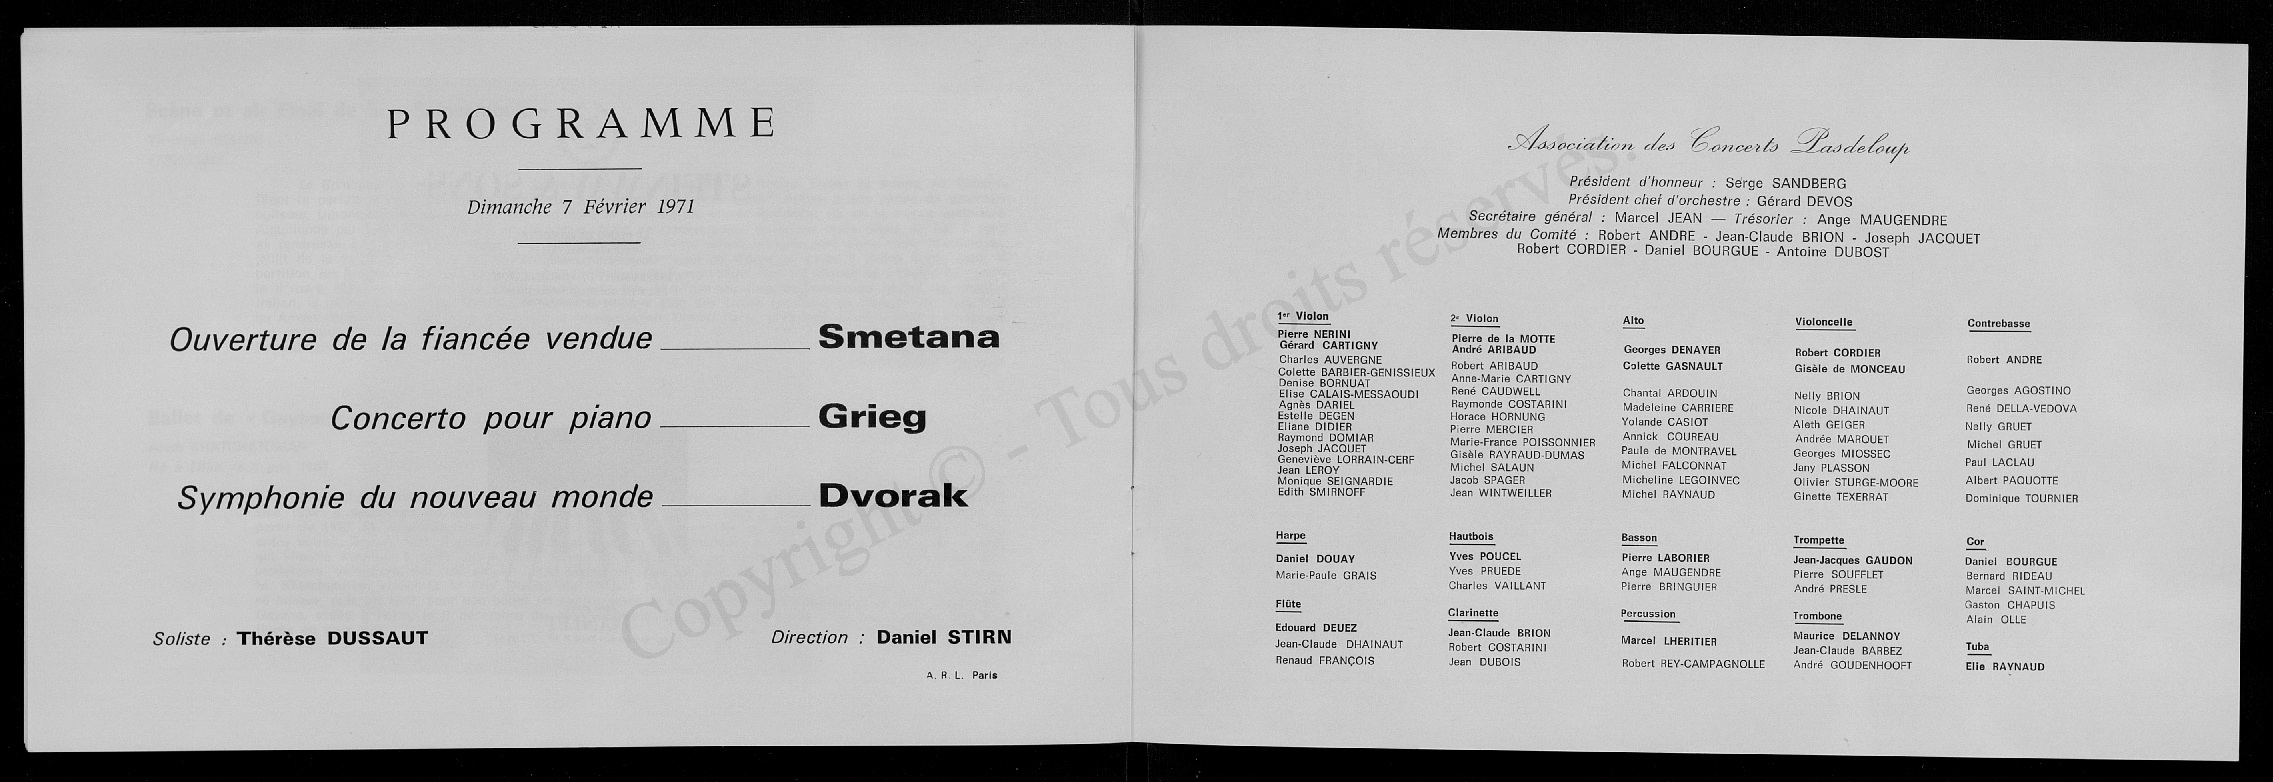 PROGRAMME
Dimanche 7 Février 1971
Ouverture de la fiancée vendue Smetana
Concerto pour piano Grieg
Symphonie du nouveau monde Dvorak
Soliste : Thérèse DUSSAUT
Direction : Daniel STIRN
A. R. L. Paris
Association des Concerts Pasdeloup
Président d'honneur : Serge SANDBERG
Président chef d'orchestre : Gérard DEVOS
Secrétaire général : Marcel JEAN — Trésorier : Ange MAUGENDRE
Membres du Comité : Robert ANDRE - Jean-Claude BRION - Joseph JACQUET
Robert CORDIER - Daniel BOURGUE - Antoine DUBOST
1er Violon
Pierre NERINI
Gérard CARTIGNY
Charles AUVERGNE
Colette BARBIER-GENISSIEUX
Denise BORNUAT
Elise CALAIS-MESSAOUDI
Agnès DARIEL
Estelle DEGEN
Eliane DIDIER
Raymond DOMIAR
Joseph JACQUET
Geneviève LORRAIN-CERF
Jean LEROY
Monique SEIGNARDIE
Edith SMIRNOFF
2e Violon
Pierre de la MOTTE
André ARIBAUD
Robert ARIBAUD
Anne-Marie CARTIGNY
René CAUDWELL
Raymonde COSTARINI
Horace HORNUNG
Pierre MERCIER
Marie-France POISSONNIER
Gisèle RAYRAUD-DUMAS
Michel SALAUN
Jacob SPAGER
Jean WINTWEILLER
Alto
Georges DENAYER
Colette GASNAULT
Chantal ARDOUIN
Madeleine CARRIERE
Yolande CASIOT
Annick COUREAU
Paule de MONTRAVEL
Michel FALCONNAT
Micheline LEGOINVEC
Michel RAYNAUD
Violoncelle
Robert CORDIER
Gisèle de MONCEAU
Nelly BRION
Nicole DHAINAUT
Aleth GEIGER
Andrée MARQUET
Georges MIOSSEC
Jany PLASSON
Olivier STURGE-MOORE
Ginette TEXERRAT
Contrebasse
Robert ANDRE
Georges AGOSTINO
René DELLA-VEDOVA
Nelly GRUET
Michel GRUET
Paul LACLAU
Albert PAQUOTTE
Dominique TOURNIER
Harpe
Daniel DOUAY
Marie-Paule GRAIS
Flûte
Edouard DEUEZ
Jean-Claude DHAINAUT
Renaud FRANÇOIS
Hautbois
Yves POUCEL
Yves PRUEDE
Charles VAILLANT
Clarinette
Jean-Claude BRION
Robert COSTARINI
Jean DUBOIS
Basson
Pierre LABORIER
Ange MAUGENDRE
Pierre BRINGUIER
Percussion
Marcel LHERITIER
Robert REY-CAMPAGNOLLE
Trompette
Jean-Jacques GAUDON
Pierre SOUFFLET
André PRESLE
Trombone
Maurice DELANNOY
Jean-Claude BARBEZ
André GOUDENHOOFT
Cor
Daniel BOURGUE
Bernard RIDEAU
Marcel SAINT-MICHEL
Gaston CHAPUIS
Alain OLLE
Tuba
Elie RAYNAUD
Copyright © - Tous droits réservés.